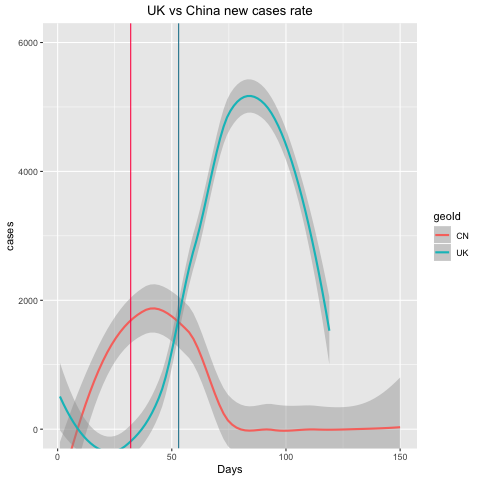 UK vs China new cases rate
6000
4000
2000
0
cases
0 50 100 150
Days
geoId
CN
UK